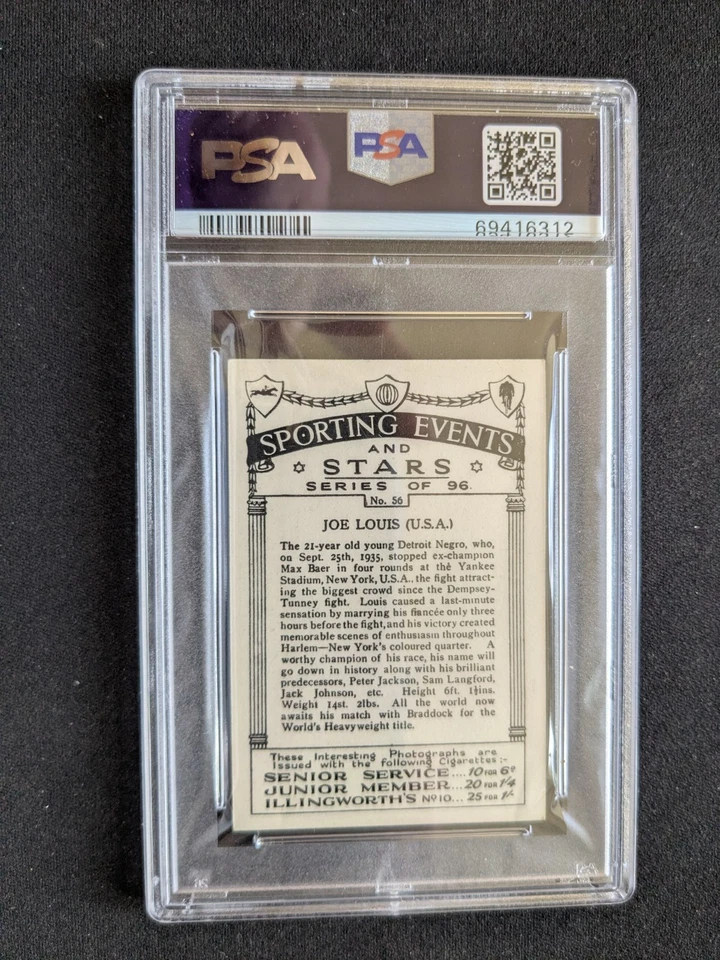 PSA PSA
69416312
SPORTING EVENTS
AND
STARS
SERIES OF 96.
No. 56
JOE LOUIS (U.S.A.)
The 21-year old young Detroit Negro, who,
on Sept. 25th, 1935, stopped ex-champion
Max Baer in four rounds at the Yankee
Stadium, New York, U.S.A., the fight attract-
ing the biggest crowd since the Dempsey-
Tunney fight. Louis caused a last-minute
sensation by marrying his fiancée only three
hours before the fight, and his victory created
memorable scenes of enthusiasm throughout
Harlem—New York's coloured quarter. A
worthy champion of his race, his name will
go down in history along with his brilliant
predecessors, Peter Jackson, Sam Langford,
Jack Johnson, etc. Height 6ft. 1½ins.
Weight 14st. 2lbs. All the world now
awaits his match with Braddock for the
World's Heavyweight title.
These Interesting Photographs are
Issued with the following Cigarettes:-
SENIOR SERVICE....10 FOR 6ᴰ
JUNIOR MEMBER...20 FOR 1/4
ILLINGWORTH'S Nº10...25 FOR 1/-